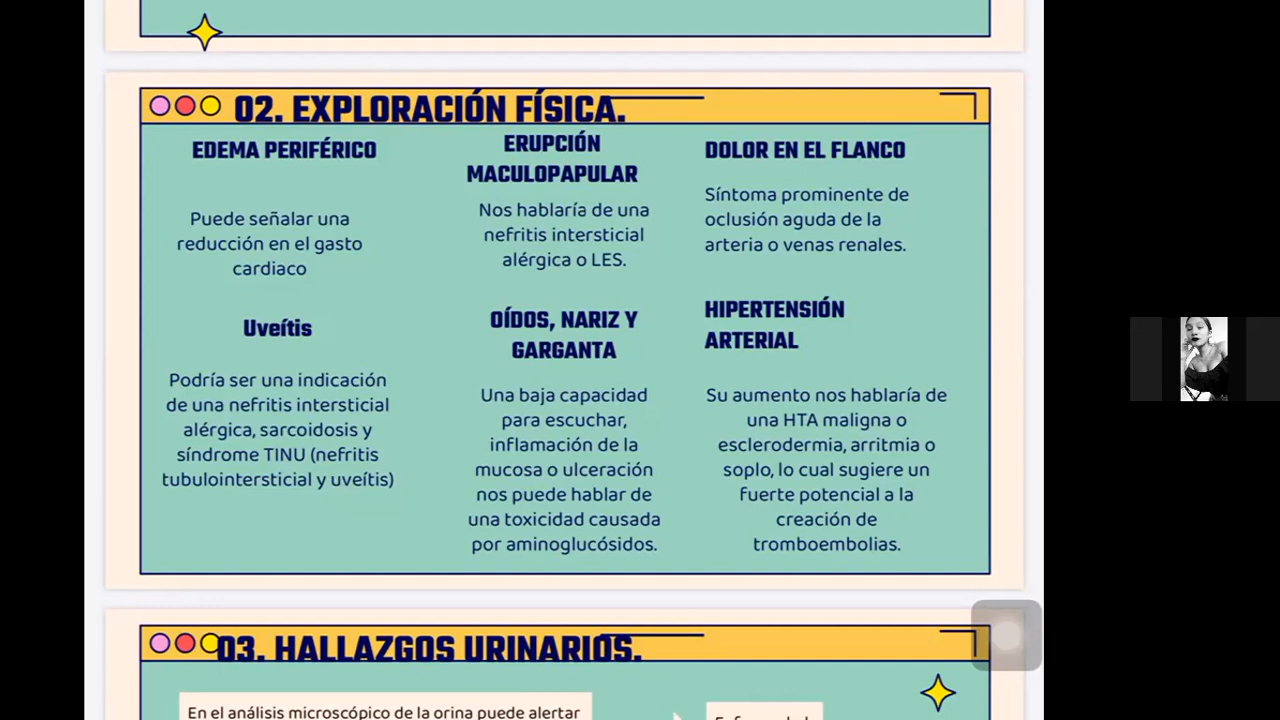 02. EXPLORACIÓN FÍSICA.
EDEMA PERIFÉRICO
Puede señalar una
reducción en el gasto
cardiaco
ERUPCIÓN
MACULOPAPULAR
Nos hablaría de una
nefritis intersticial
alérgica o LES.
DOLOR EN EL FLANCO
Síntoma prominente de
oclusión aguda de la
arteria o venas renales.
Uveítis
Podría ser una indicación
de una nefritis intersticial
alérgica, sarcoidosis y
síndrome TINU (nefritis
tubulointersticial y uveítis)
OÍDOS, NARIZ Y
GARGANTA
Una baja capacidad
para escuchar,
inflamación de la
mucosa o ulceración
nos puede hablar de
una toxicidad causada
por aminoglucósidos.
HIPERTENSIÓN
ARTERIAL
Su aumento nos hablaría de
una HTA maligna o
esclerodermia, arritmia o
soplo, lo cual sugiere un
fuerte potencial a la
creación de
tromboembolias.
03. HALLAZGOS URINARIOS.
En el análisis microscópico de la orina puede alertar